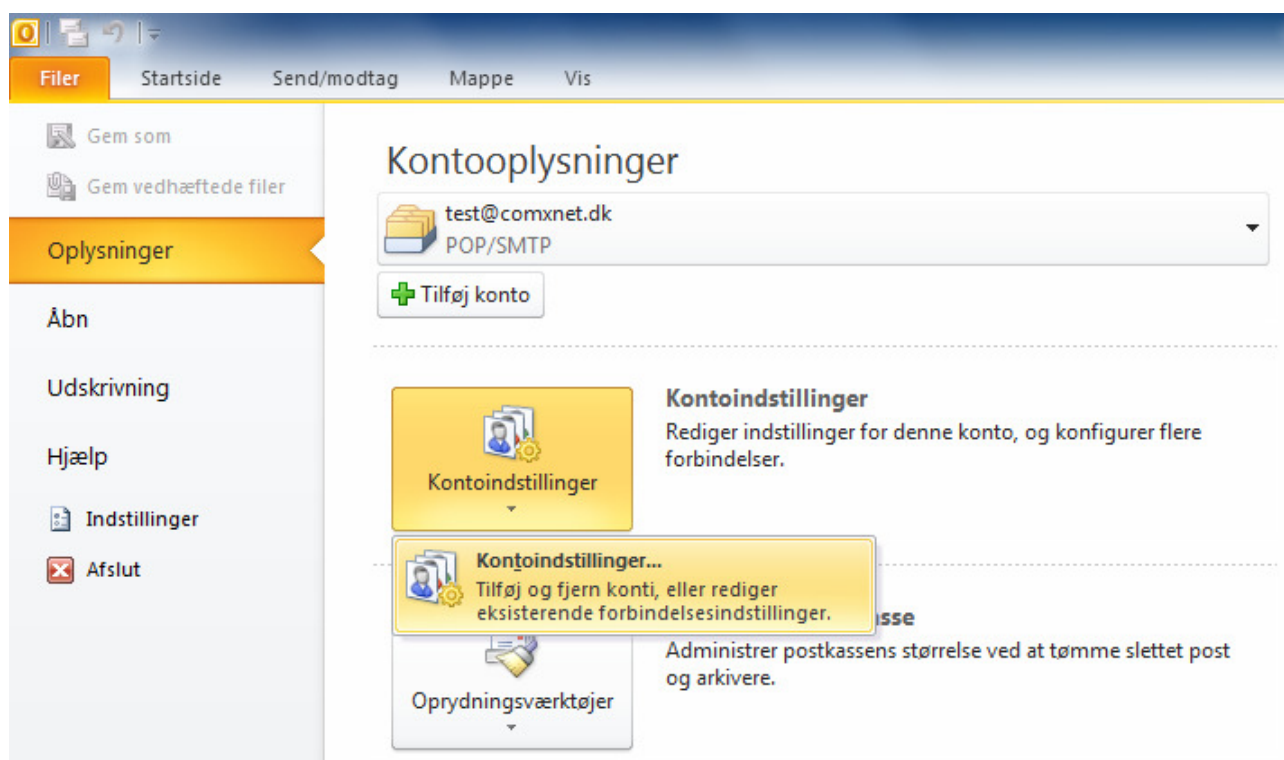 Filer Startside Send/modtag Mappe Vis
Gem som
Gem vedhæftede filer
Oplysninger
Åbn
Udskrivning
Hjælp
Indstillinger
Afslut
Kontooplysninger
test@comxnet.dk
POP/SMTP
Tilføj konto
Kontoindstillinger
Kontoindstillinger
Rediger indstillinger for denne konto, og konfigurer flere
forbindelser.
Kontoindstillinger...
Tilføj og fjern konti, eller rediger
eksisterende forbindelsesindstillinger.
Oprydningsværktøjer
Administrer postkassens størrelse ved at tømme slettet post
og arkivere.